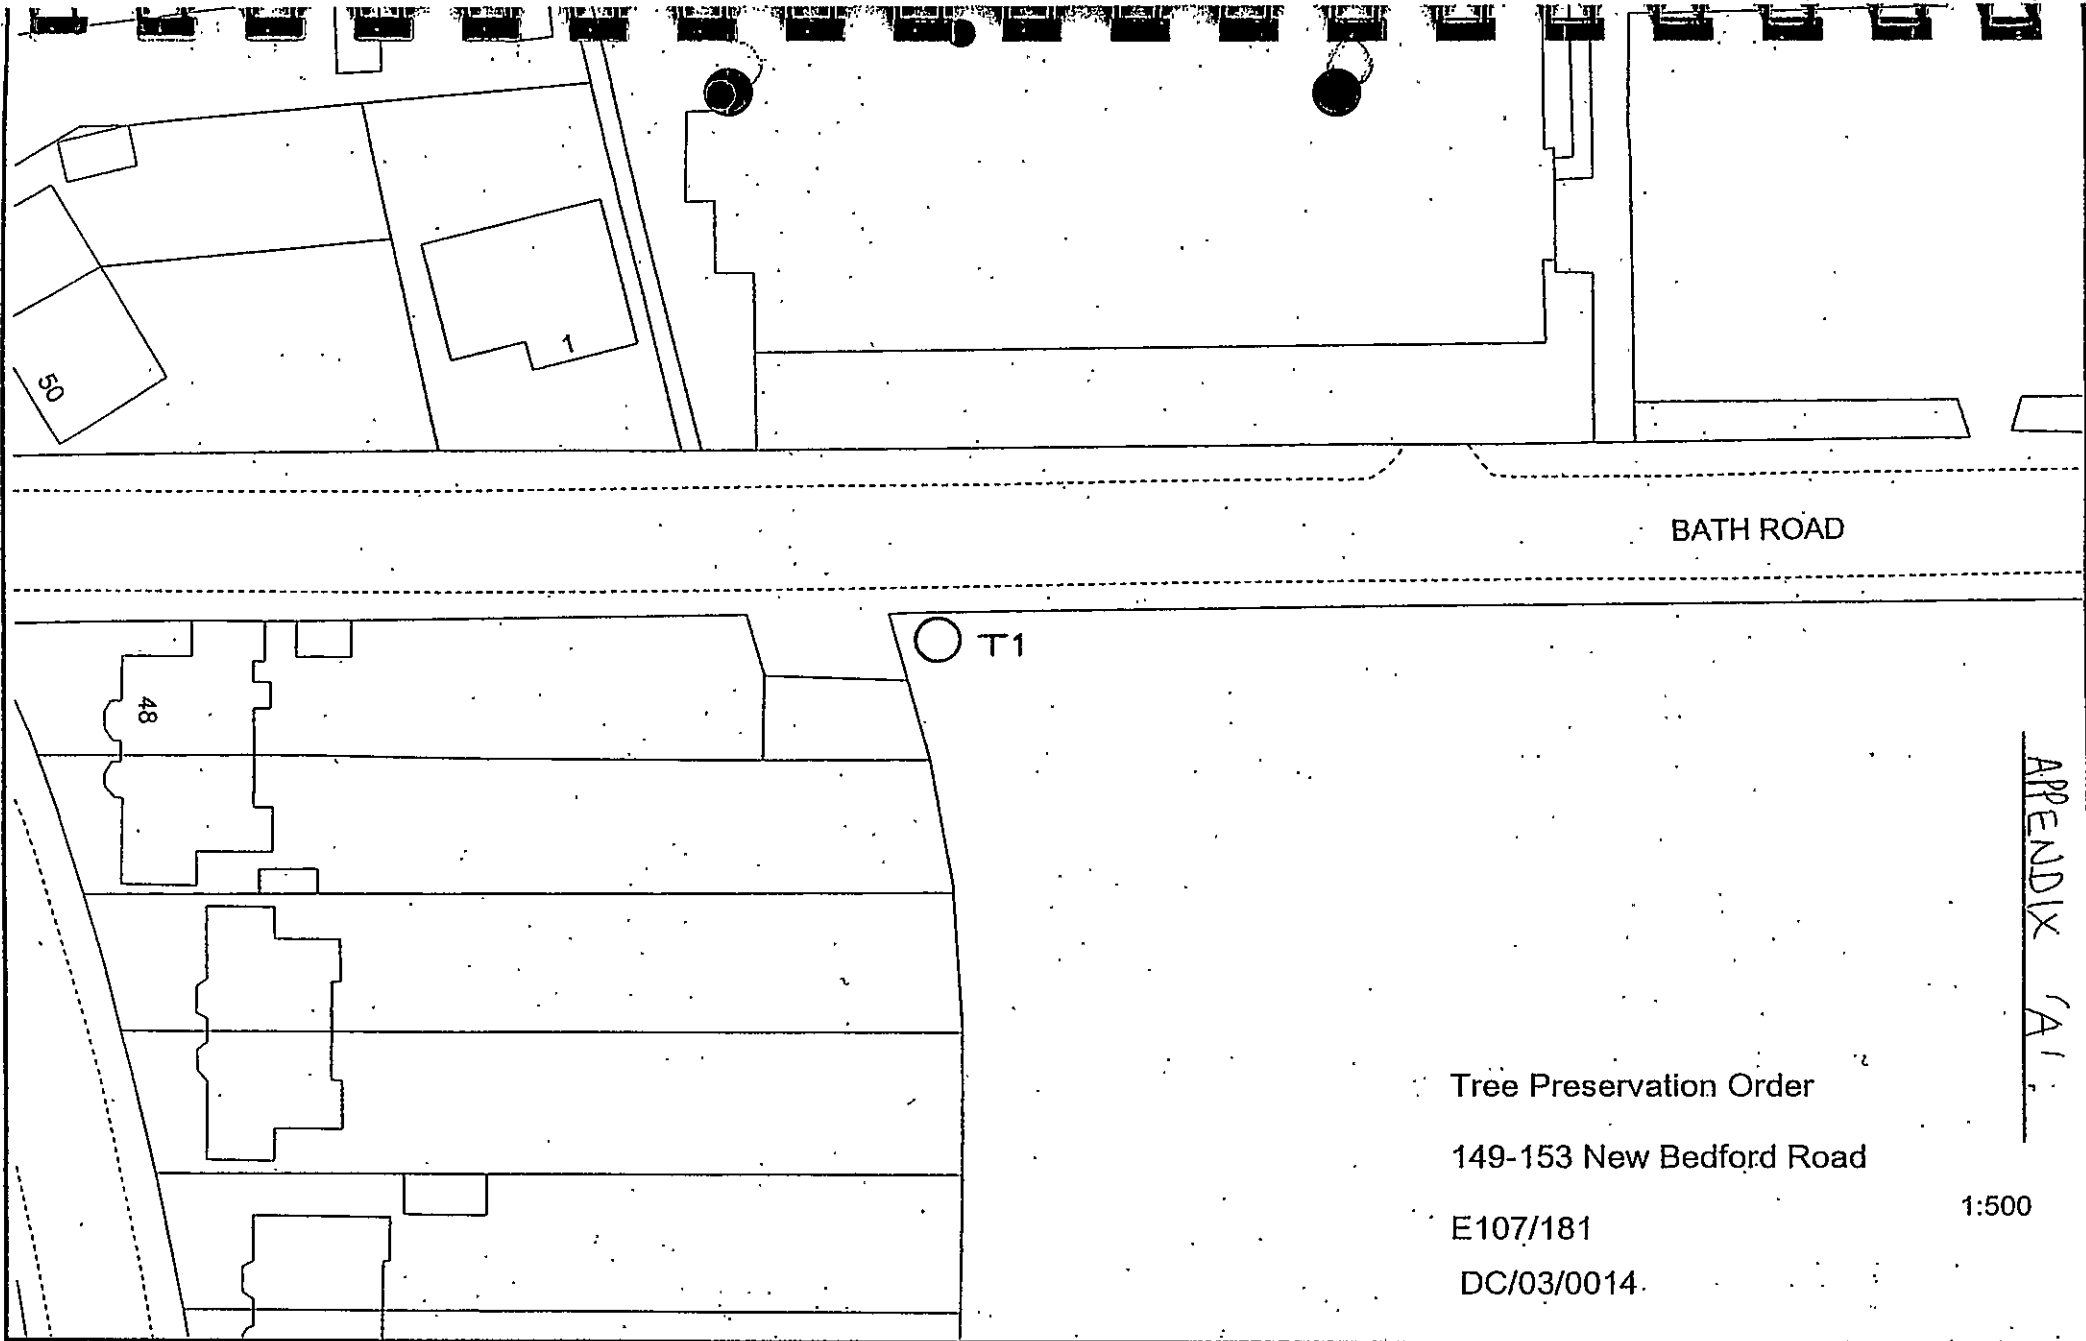 1
50
BATH ROAD
T1
48
APPENDIX 'A'
Tree Preservation Order
149-153 New Bedford Road
1:500
E107/181
DC/03/0014